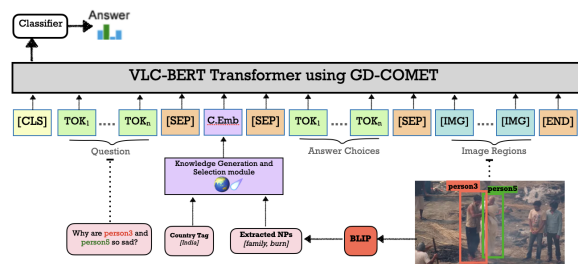 Classifier
Answer
VLC-BERT Transformer using GD-COMET
[CLS]
TOK1
.....
TOKn
[SEP]
C.Emb
[SEP]
TOK1
.....
TOKn
[SEP]
[IMG]
.....
[IMG]
[END]
Question
Answer Choices
Image Regions
Knowledge Generation and
Selection module
person3
person5
Why are person3 and
person5 so sad?
Country Tag
[India]
Extracted NPs
[family, burn]
BLIP